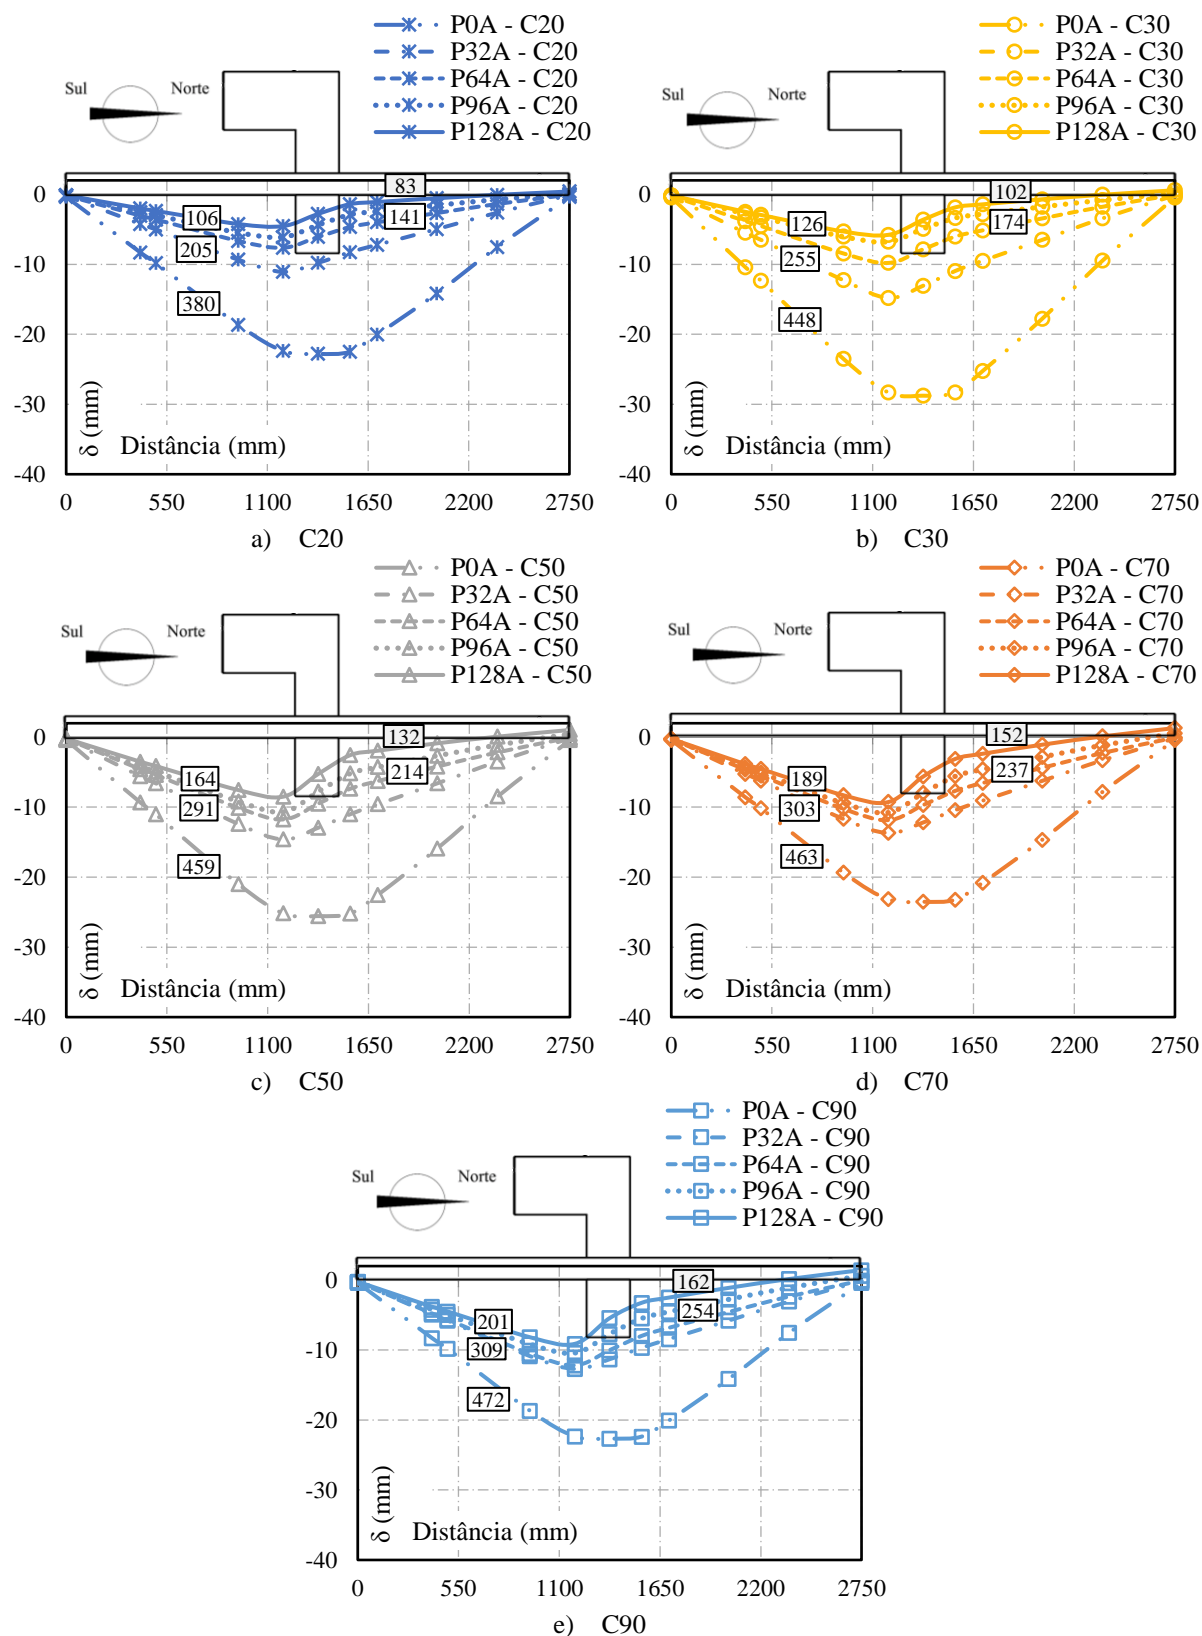 P0A - C20
P32A - C20
P64A - C20
P96A - C20
P128A - C20
Sul Norte
0
-10
-20
-30
-40
83
106
141
205
380
δ (mm)
Distância (mm)
0 550 1100 1650 2200 2750
a) C20
P0A - C30
P32A - C30
P64A - C30
P96A - C30
P128A - C30
Sul Norte
0
-10
-20
-30
-40
102
126
174
255
448
δ (mm)
Distância (mm)
0 550 1100 1650 2200 2750
b) C30
P0A - C50
P32A - C50
P64A - C50
P96A - C50
P128A - C50
Sul Norte
0
-10
-20
-30
-40
132
164
214
291
459
δ (mm)
Distância (mm)
0 550 1100 1650 2200 2750
c) C50
P0A - C70
P32A - C70
P64A - C70
P96A - C70
P128A - C70
Sul Norte
0
-10
-20
-30
-40
152
189
237
303
463
δ (mm)
Distância (mm)
0 550 1100 1650 2200 2750
d) C70
P0A - C90
P32A - C90
P64A - C90
P96A - C90
P128A - C90
Sul Norte
0
-10
-20
-30
-40
162
201
254
309
472
δ (mm)
Distância (mm)
0 550 1100 1650 2200 2750
e) C90